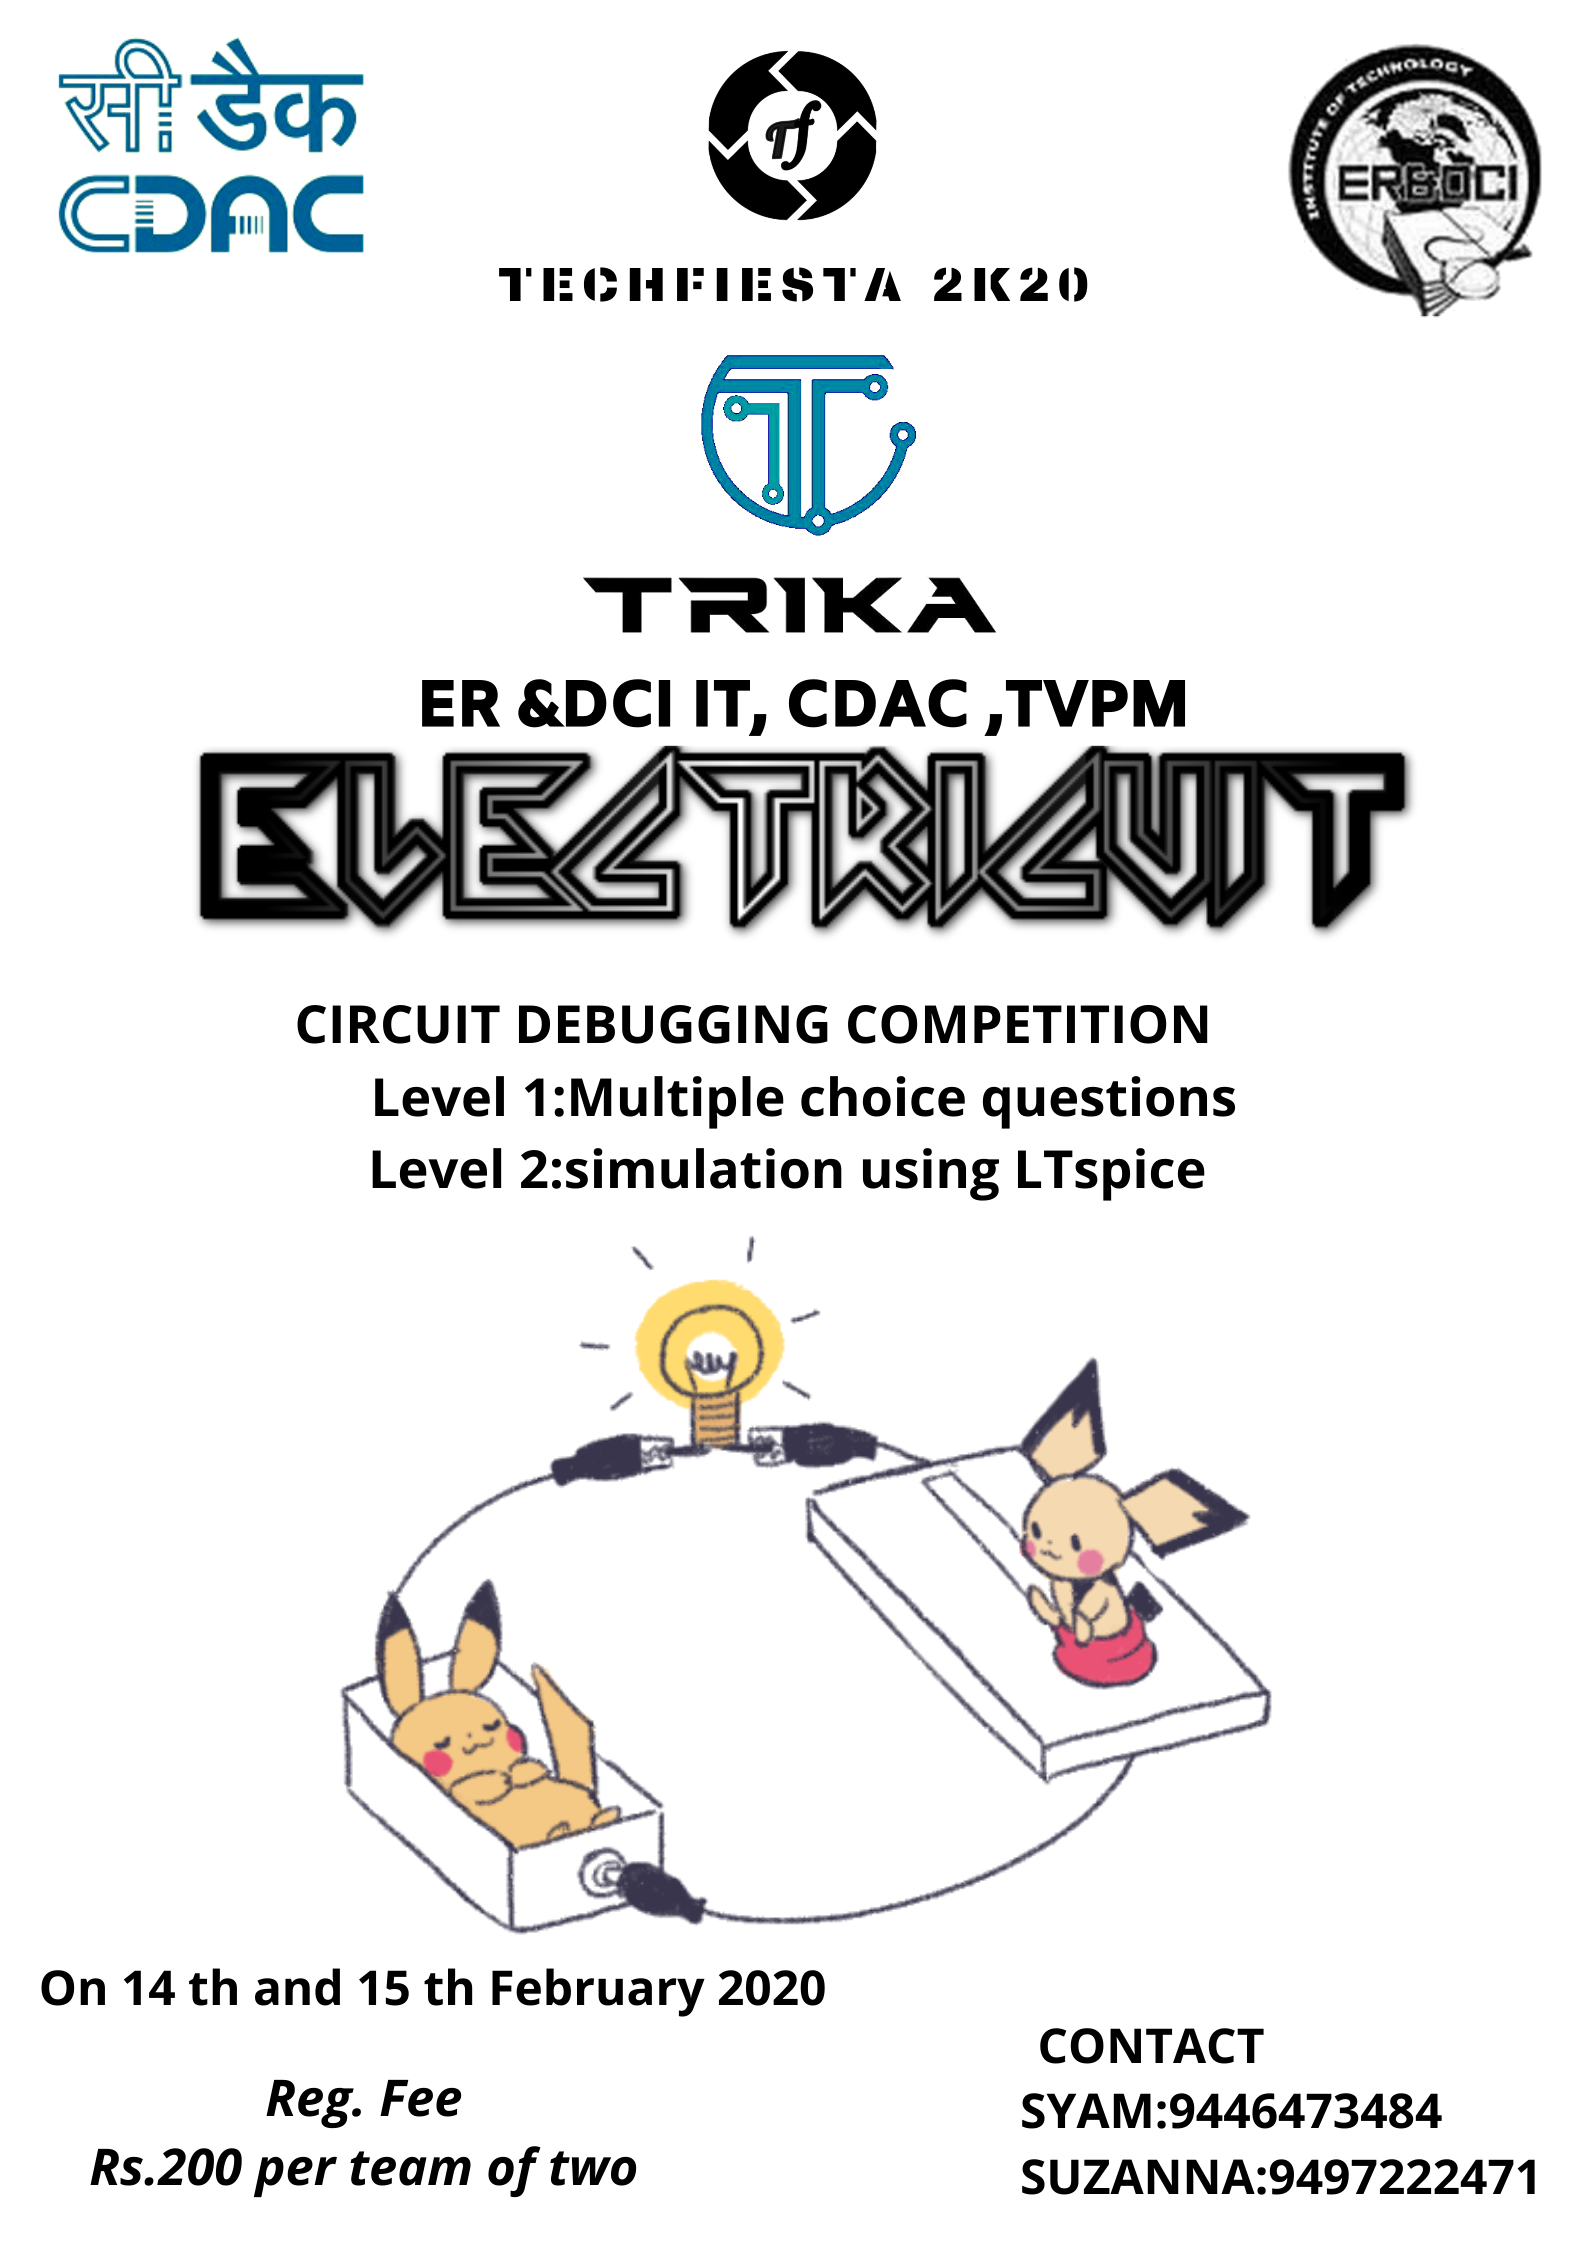 सी डैक
CDAC
Tf
TECHFIESTA 2K20
INSTITUTE OF TECHNOLOGY
ER&DCI
TRIKA
ER &DCI IT, CDAC ,TVPM
ELECTRICUIT
CIRCUIT DEBUGGING COMPETITION
Level 1:Multiple choice questions
Level 2:simulation using LTspice
On 14 th and 15 th February 2020
Reg. Fee
Rs.200 per team of two
CONTACT
SYAM:9446473484
SUZANNA:9497222471